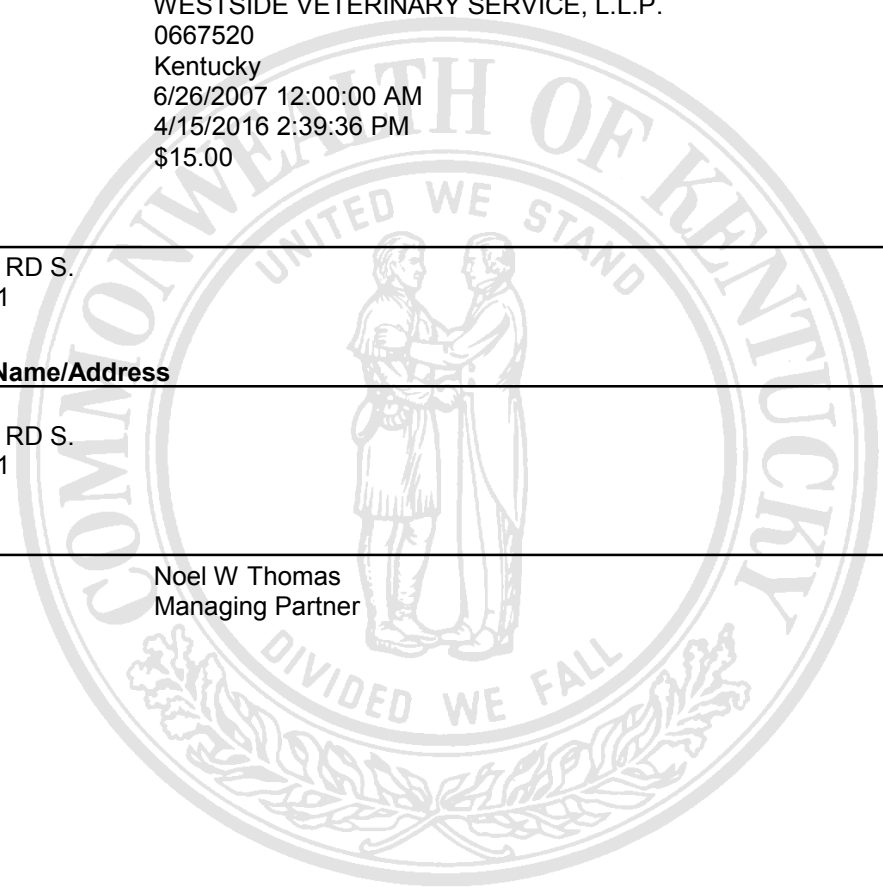 WESTSIDE VETERINARY SERVICE, L.L.P.
0667520
Kentucky
6/26/2007 12:00:00 AM
4/15/2016 2:39:36 PM
$15.00
COMMONWEALTH OF KENTUCKY
UNITED WE STAND
RD S.
1
Name/Address
RD S.
1
Noel W Thomas
Managing Partner
DIVIDED WE FALL